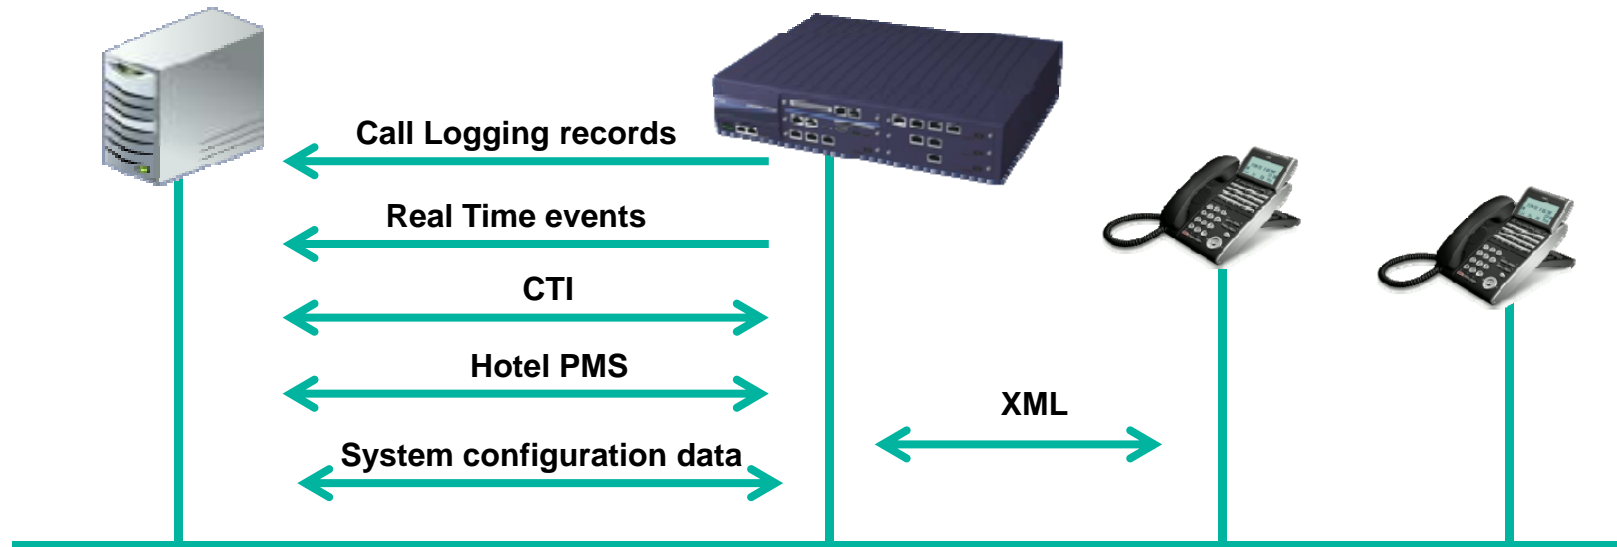 Call Logging records
Real Time events
CTI
Hotel PMS
XML
System configuration data